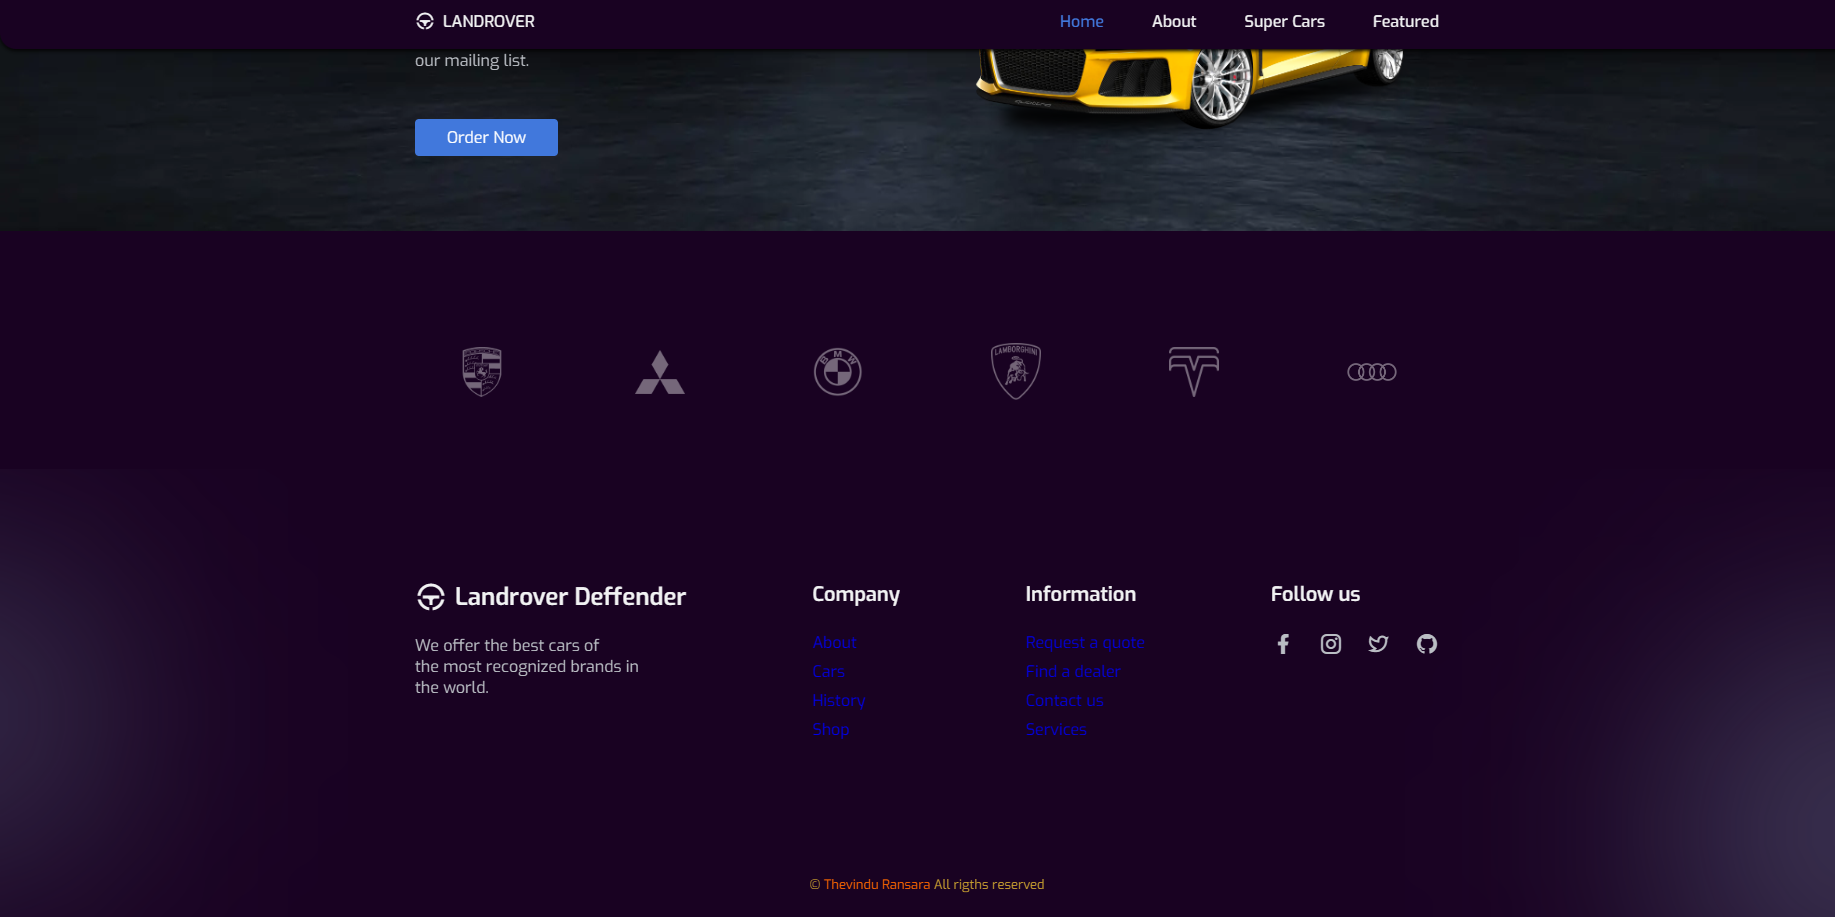 LANDROVER
Home About Super Cars Featured
our mailing list.
Order Now
BMW
LAMBORGHINI
Landrover Deffender
We offer the best cars of
the most recognized brands in
the world.
Company
About
Cars
History
Shop
Information
Request a quote
Find a dealer
Contact us
Services
Follow us
© Thevindu Ransara All rigths reserved